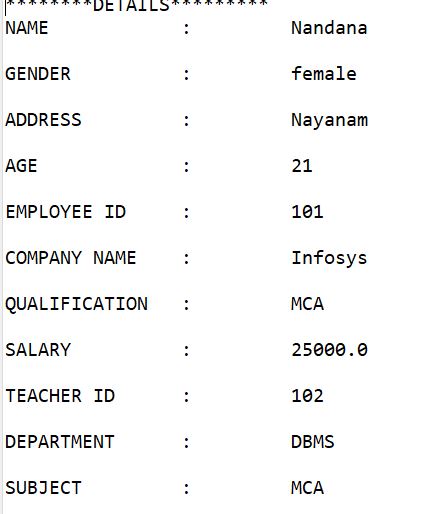 ********DETAILS*********
NAME : Nandana
GENDER : female
ADDRESS : Nayanam
AGE : 21
EMPLOYEE ID : 101
COMPANY NAME : Infosys
QUALIFICATION : MCA
SALARY : 25000.0
TEACHER ID : 102
DEPARTMENT : DBMS
SUBJECT : MCA